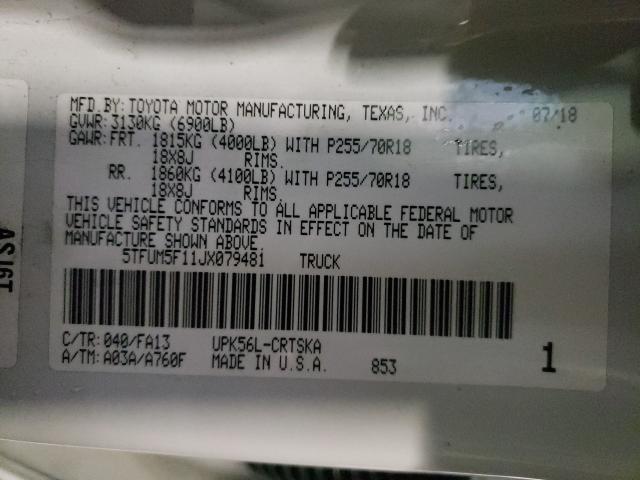 MFD.BY: TOYOTA MOTOR MANUFACTURING, TEXAS, INC. 07/18
GVWR: 3130KG (6900LB)
GAWR: FRT. 1815KG (4000LB) WITH P255/70R18 TIRES,
18X8J RIMS.
RR. 1860KG (4100LB) WITH P255/70R18 TIRES,
18X8J RIMS.
THIS VEHICLE CONFORMS TO ALL APPLICABLE FEDERAL MOTOR
VEHICLE SAFETY STANDARDS IN EFFECT ON THE DATE OF
MANUFACTURE SHOWN ABOVE.
5TFUM5F11JX079481 TRUCK
C/TR: 040/FA13 UPK56L-CRTSKA
A/TM: A03A/A760F MADE IN U.S.A. 853 1